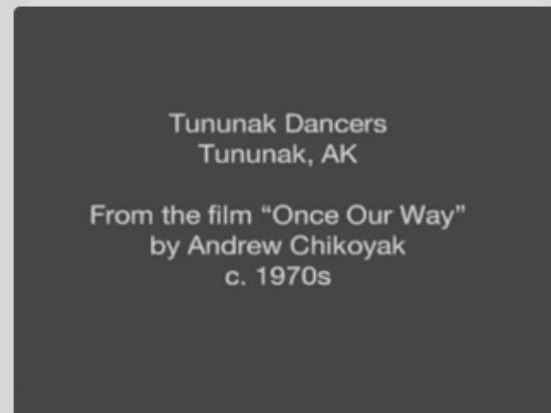 Tununak Dancers
Tununak, AK
From the film “Once Our Way”
by Andrew Chikoyak
c. 1970s